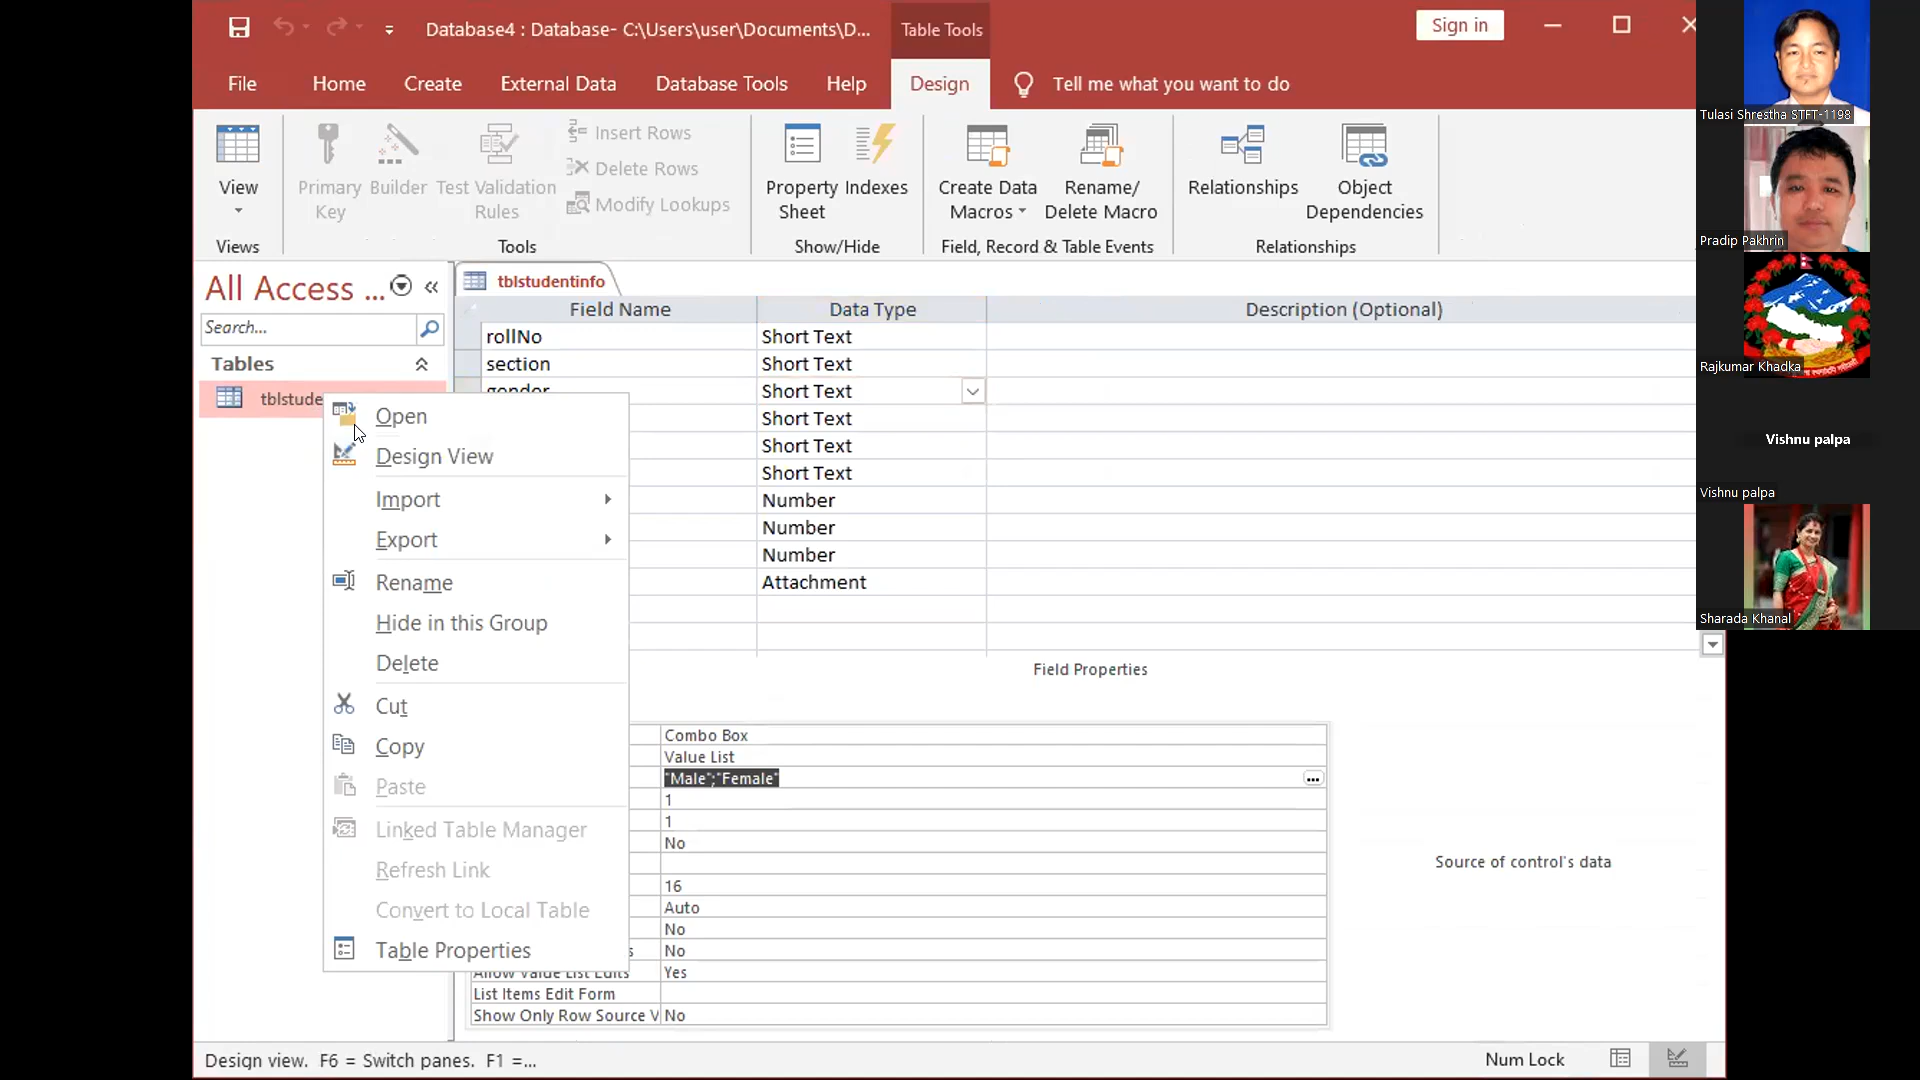 Database4 : Database- C:\Users\user\Documents\D...
Table Tools
Sign in
File
Home
Create
External Data
Database Tools
Help
Design
Tell me what you want to do
View
Primary Key
Builder
Test Validation Rules
Insert Rows
Delete Rows
Modify Lookups
Property Sheet
Indexes
Create Data Macros
Rename/ Delete Macro
Relationships
Object Dependencies
Views
Tools
Show/Hide
Field, Record & Table Events
Relationships
All Access ...
Search...
Tables
tblstude
tblstudentinfo
Field Name
Data Type
Description (Optional)
rollNo
Short Text
section
Short Text
gender
Short Text
Short Text
Short Text
Short Text
Number
Number
Number
Attachment
Open
Design View
Import
Export
Rename
Hide in this Group
Delete
Cut
Copy
Paste
Linked Table Manager
Refresh Link
Convert to Local Table
Table Properties
Field Properties
Combo Box
Value List
"Male";"Female"
1
1
No
16
Auto
No
s
No
Allow Value List Edits
Yes
List Items Edit Form
Show Only Row Source V
No
Source of control's data
Design view. F6 = Switch panes. F1 =...
Num Lock
Tulasi Shrestha STFT-1198
Pradip Pakhrin
Rajkumar Khadka
Vishnu palpa
Vishnu palpa
Sharada Khanal